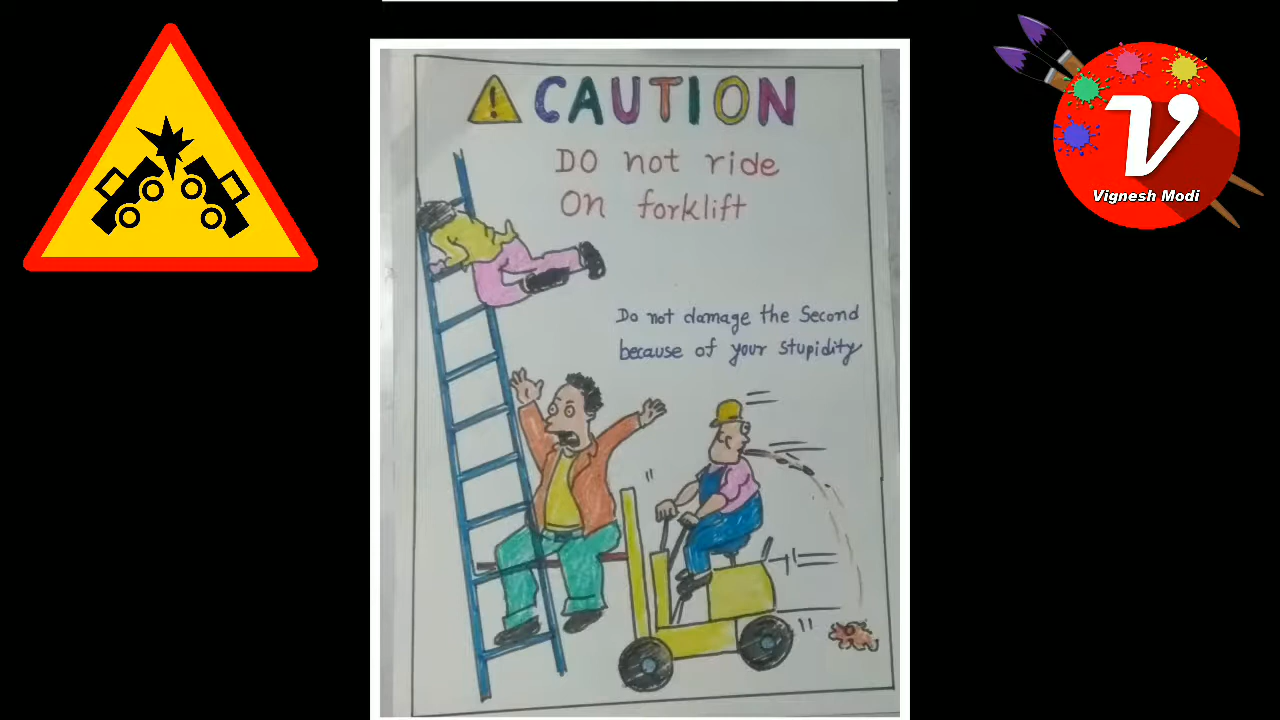 CAUTION
DO not ride
On forklift
Do not damage the Second
because of your stupidity
V
Vignesh Modi